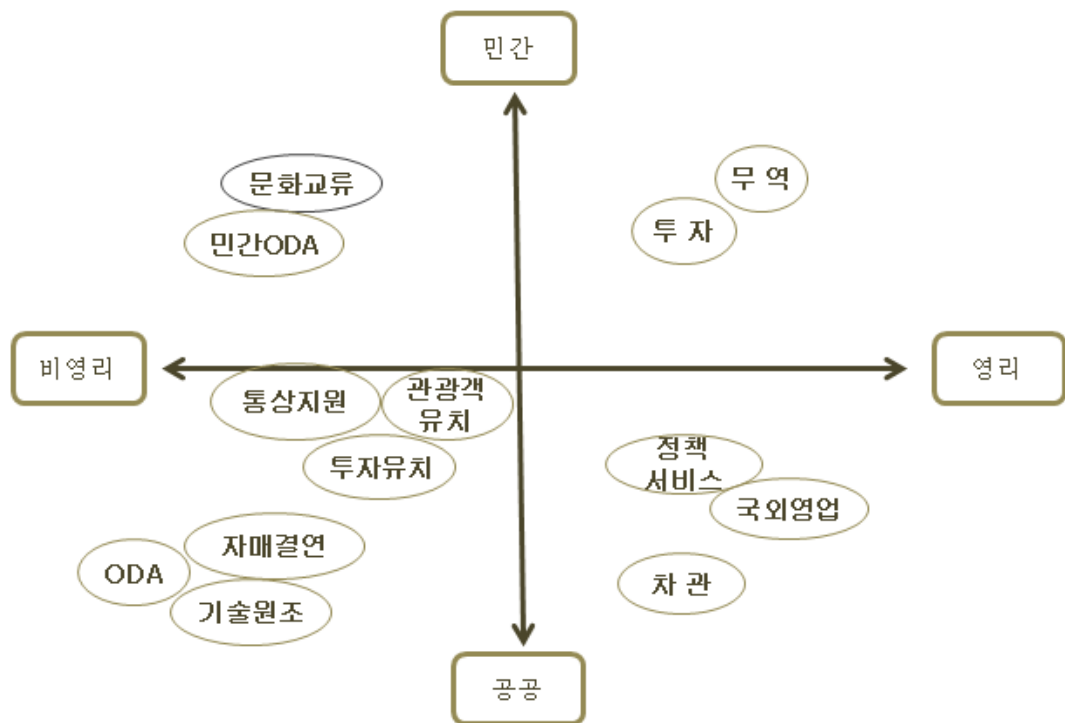 민간
문화교류
무 역
민간ODA
투 자
비영리
영리
통상지원
관광객
유치
투자유치
정책
서비스
국외영업
자매결연
ODA
기술원조
차 관
공공